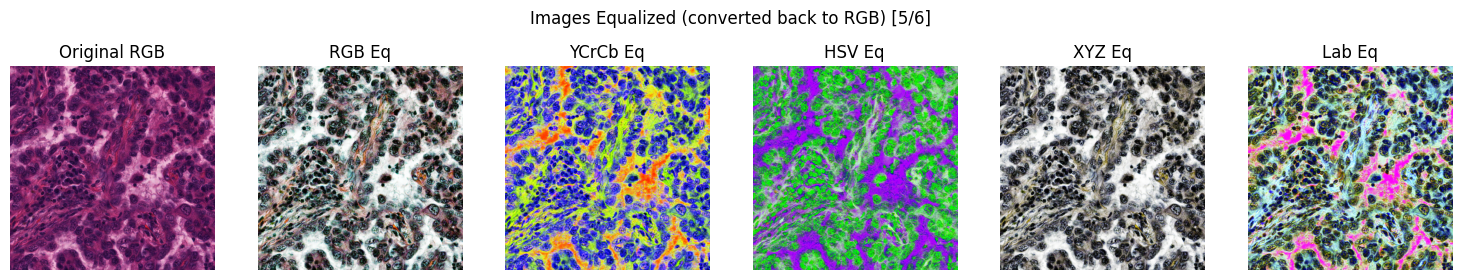 Images Equalized (converted back to RGB) [5/6]
Original RGB
RGB Eq
YCrCb Eq
HSV Eq
XYZ Eq
Lab Eq